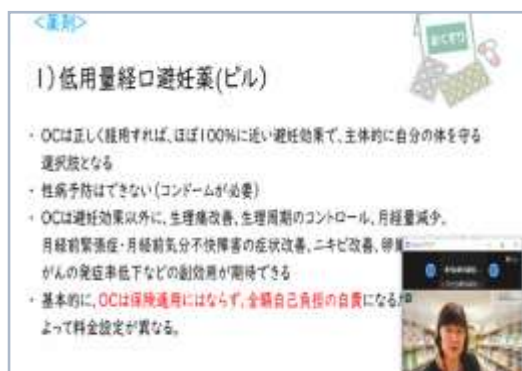 <薬剤>
おくすり
1)低用量経口避妊薬(ピル)
・ OCは正しく服用すれば、ほぼ100%に近い避妊効果で、主体的に自分の体を守る
選択肢となる
・ 性病予防はできない(コンドームが必要)
・ OCは避妊効果以外に、生理痛改善、生理周期のコントロール、月経量減少、
月経前緊張症・月経前気分不快障害の症状改善、ニキビ改善、卵巣
がんの発症率低下などの副効用が期待できる
・ 基本的に、OCは保険適用にはならず、全額自己負担の自費になる
よって料金設定が異なる。